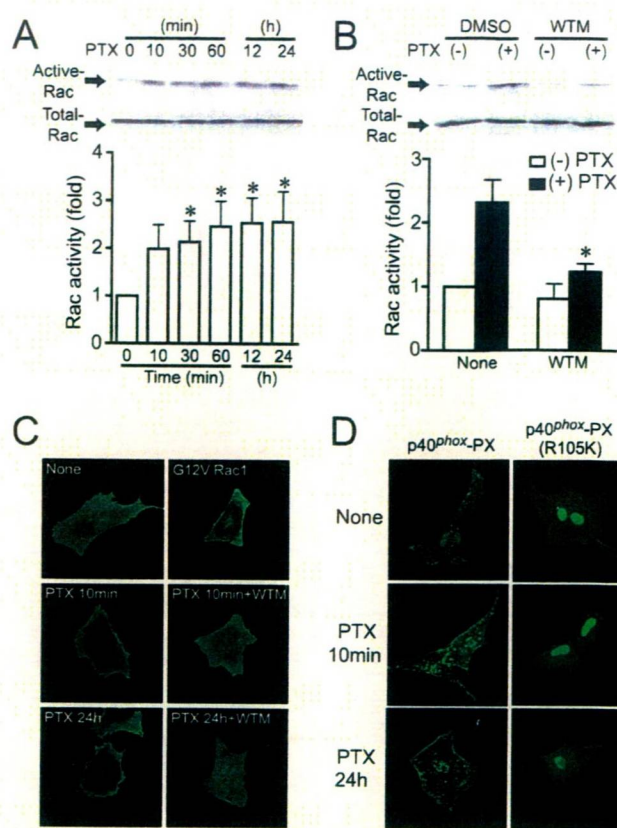 A
(min) (h)
PTX 0 10 30 60 12 24
Active-
Rac
Total-
Rac
4
3
2
1
0
Rac activity (fold)
* * * *
0 10 30 60 12 24
Time (min) (h)
B
DMSO WTM
PTX (-) (+) (-) (+)
Active-
Rac
Total-
Rac
3
2
1
0
Rac activity (fold)
(-) PTX
(+) PTX
*
None WTM
C
None G12V Rac1
PTX 10min PTX 10min+WTM
PTX 24h PTX 24h+WTM
D
p40phox-PX p40phox-PX
(R105K)
None
PTX
10min
PTX
24h